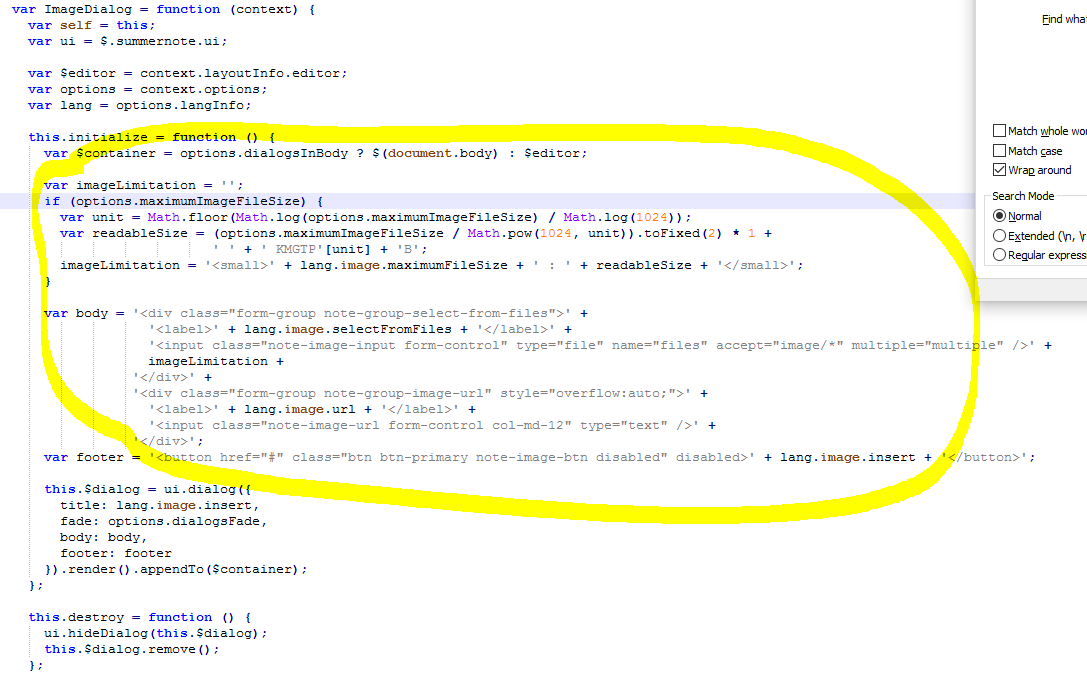 var ImageDialog = function (context) {
var self = this;
var ui = $.summernote.ui;
var $editor = context.layoutInfo.editor;
var options = context.options;
var lang = options.langInfo;
this.initialize = function () {
var $container = options.dialogsInBody ? $(document.body) : $editor;
var imageLimitation = '';
if (options.maximumImageFileSize) {
var unit = Math.floor(Math.log(options.maximumImageFileSize) / Math.log(1024));
var readableSize = (options.maximumImageFileSize / Math.pow(1024, unit)).toFixed(2) * 1 +
' ' + ' KMGTP'[unit] + 'B';
imageLimitation = '<small>' + lang.image.maximumFileSize + ' : ' + readableSize + '</small>';
}
var body = '<div class="form-group note-group-select-from-files">' +
'<label>' + lang.image.selectFromFiles + '</label>' +
'<input class="note-image-input form-control" type="file" name="files" accept="image/*" multiple="multiple" />' +
imageLimitation +
'</div>' +
'<div class="form-group note-group-image-url" style="overflow:auto;">' +
'<label>' + lang.image.url + '</label>' +
'<input class="note-image-url form-control col-md-12" type="text" />' +
'</div>';
var footer = '<button href="#" class="btn btn-primary note-image-btn disabled" disabled>' + lang.image.insert + '</button>';
this.$dialog = ui.dialog({
title: lang.image.insert,
fade: options.dialogsFade,
body: body,
footer: footer
}).render().appendTo($container);
};
this.destroy = function () {
ui.hideDialog(this.$dialog);
this.$dialog.remove();
};
Find what
Match whole wor
Match case
Wrap around
Search Mode
Normal
Extended (\n, \r
Regular express